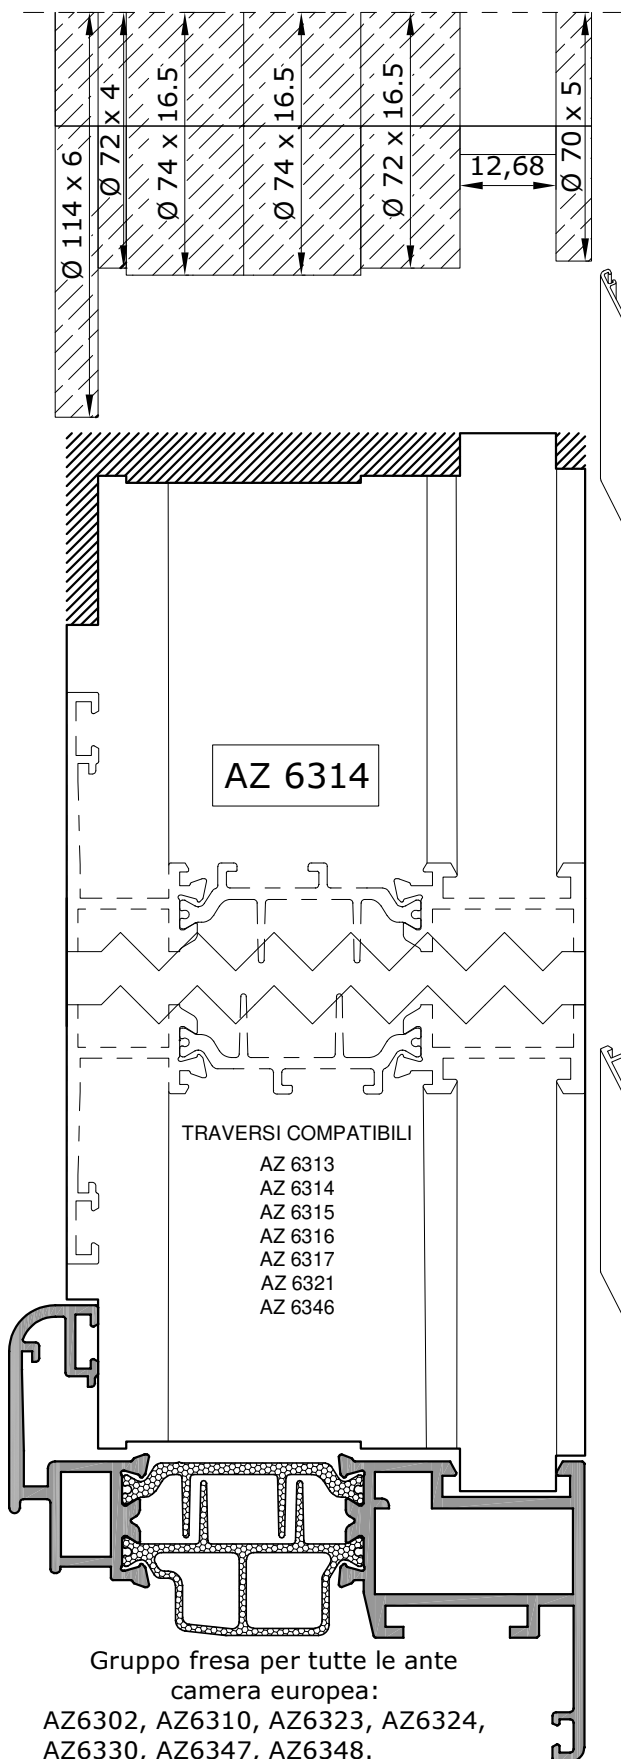 Ø 114 x 6
Ø 72 x 4
Ø 74 x 16.5
Ø 74 x 16.5
Ø 72 x 16.5
12,68
Ø 70 x 5
AZ 6314
TRAVERSI COMPATIBILI
AZ 6313
AZ 6314
AZ 6315
AZ 6316
AZ 6317
AZ 6321
AZ 6346
Gruppo fresa per tutte le ante
camera europea:
AZ6302, AZ6310, AZ6323, AZ6324,
AZ6330, AZ6347, AZ6348.